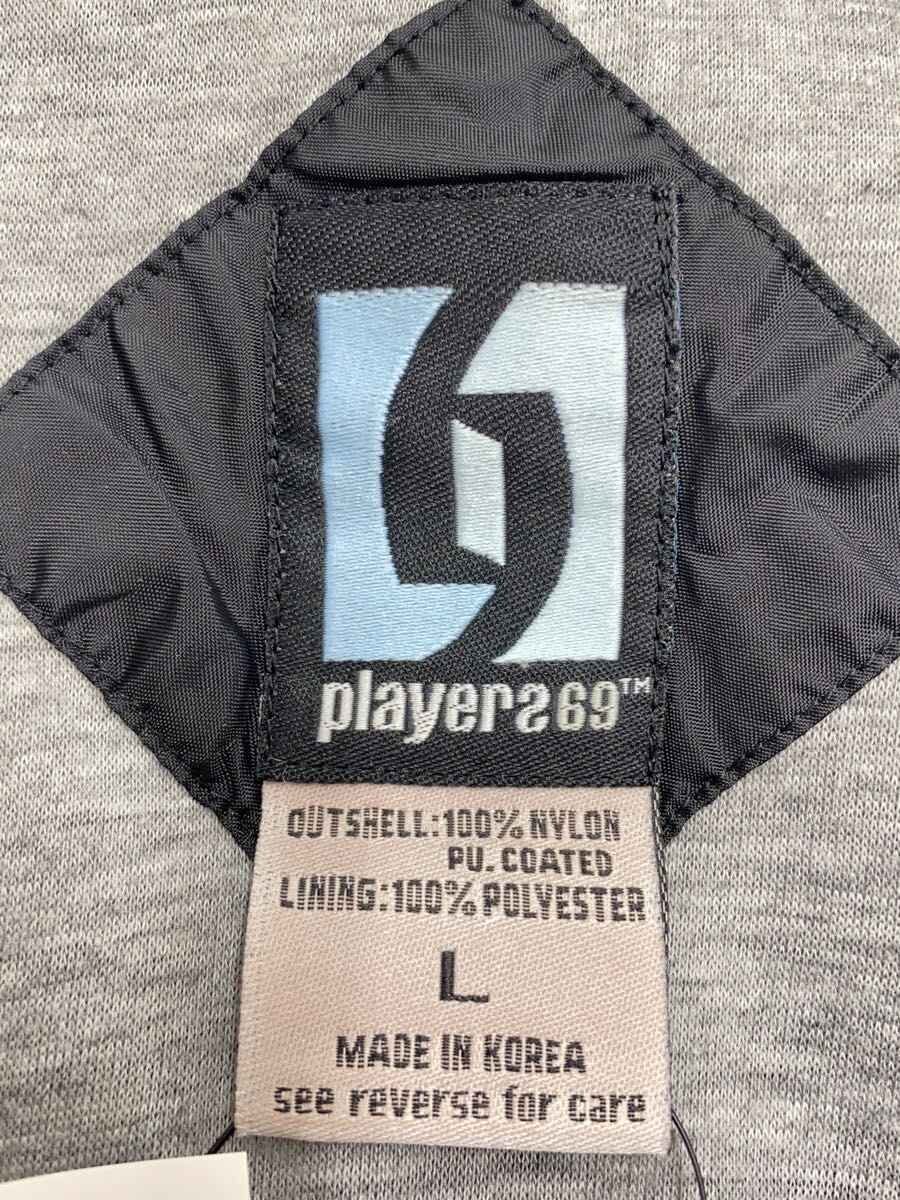 players69™
OUTSHELL:100% NYLON
PU. COATED
LINING:100% POLYESTER
L
MADE IN KOREA
see reverse for care